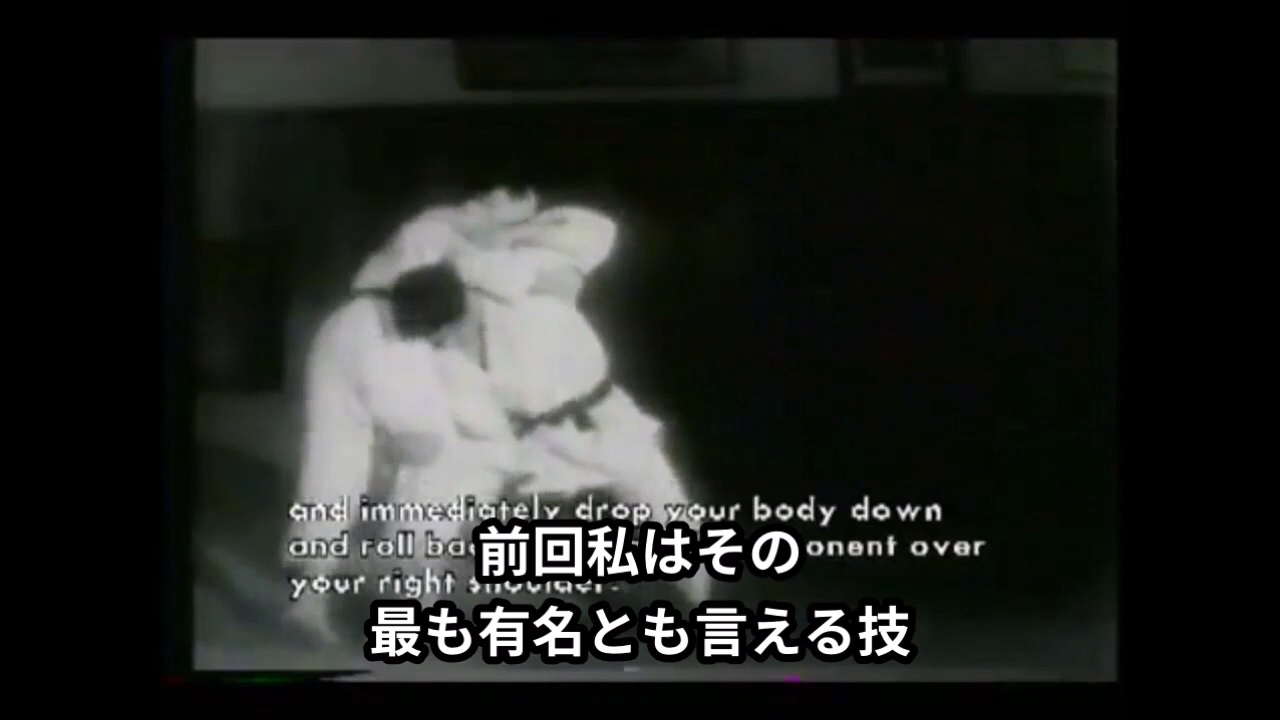 and immediately drop your body down
and roll onent over
your right
前回私はその
最も有名とも言える技